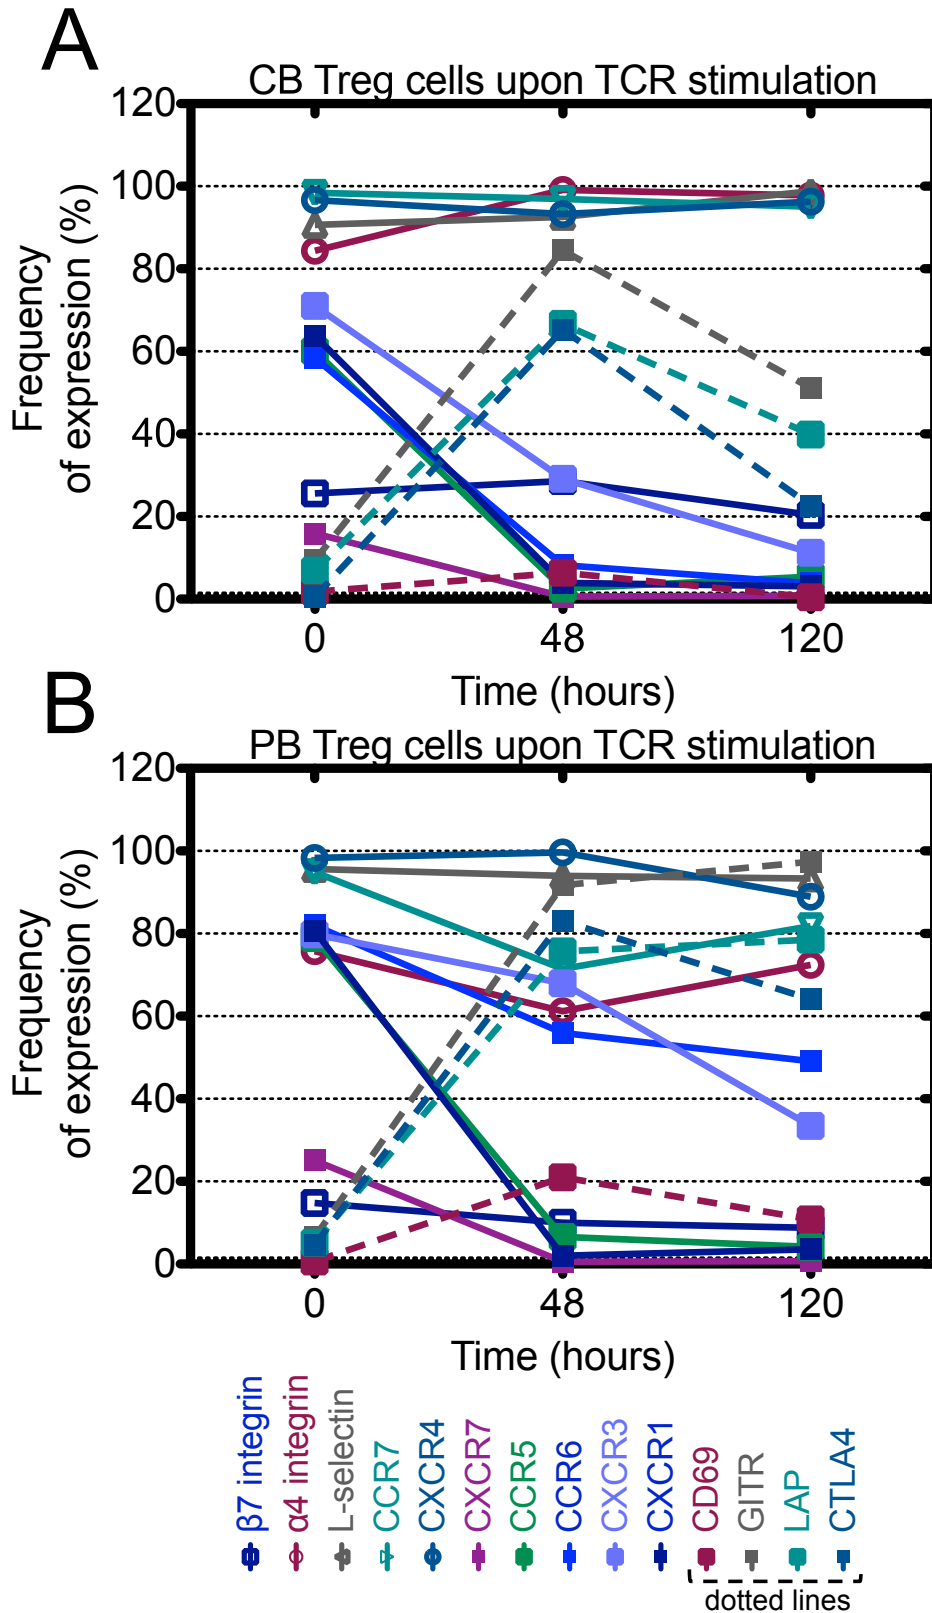 A
CB Treg cells upon TCR stimulation
120
100
80
60
40
20
0
Frequency
of expression (%)
0 48 120
Time (hours)
B
PB Treg cells upon TCR stimulation
120
100
80
60
40
20
0
Frequency
of expression (%)
0 48 120
Time (hours)
β7 integrin
α4 integrin
L-selectin
CCR7
CXCR4
CXCR7
CCR5
CCR6
CXCR3
CXCR1
CD69
GITR
LAP
CTLA4
dotted lines